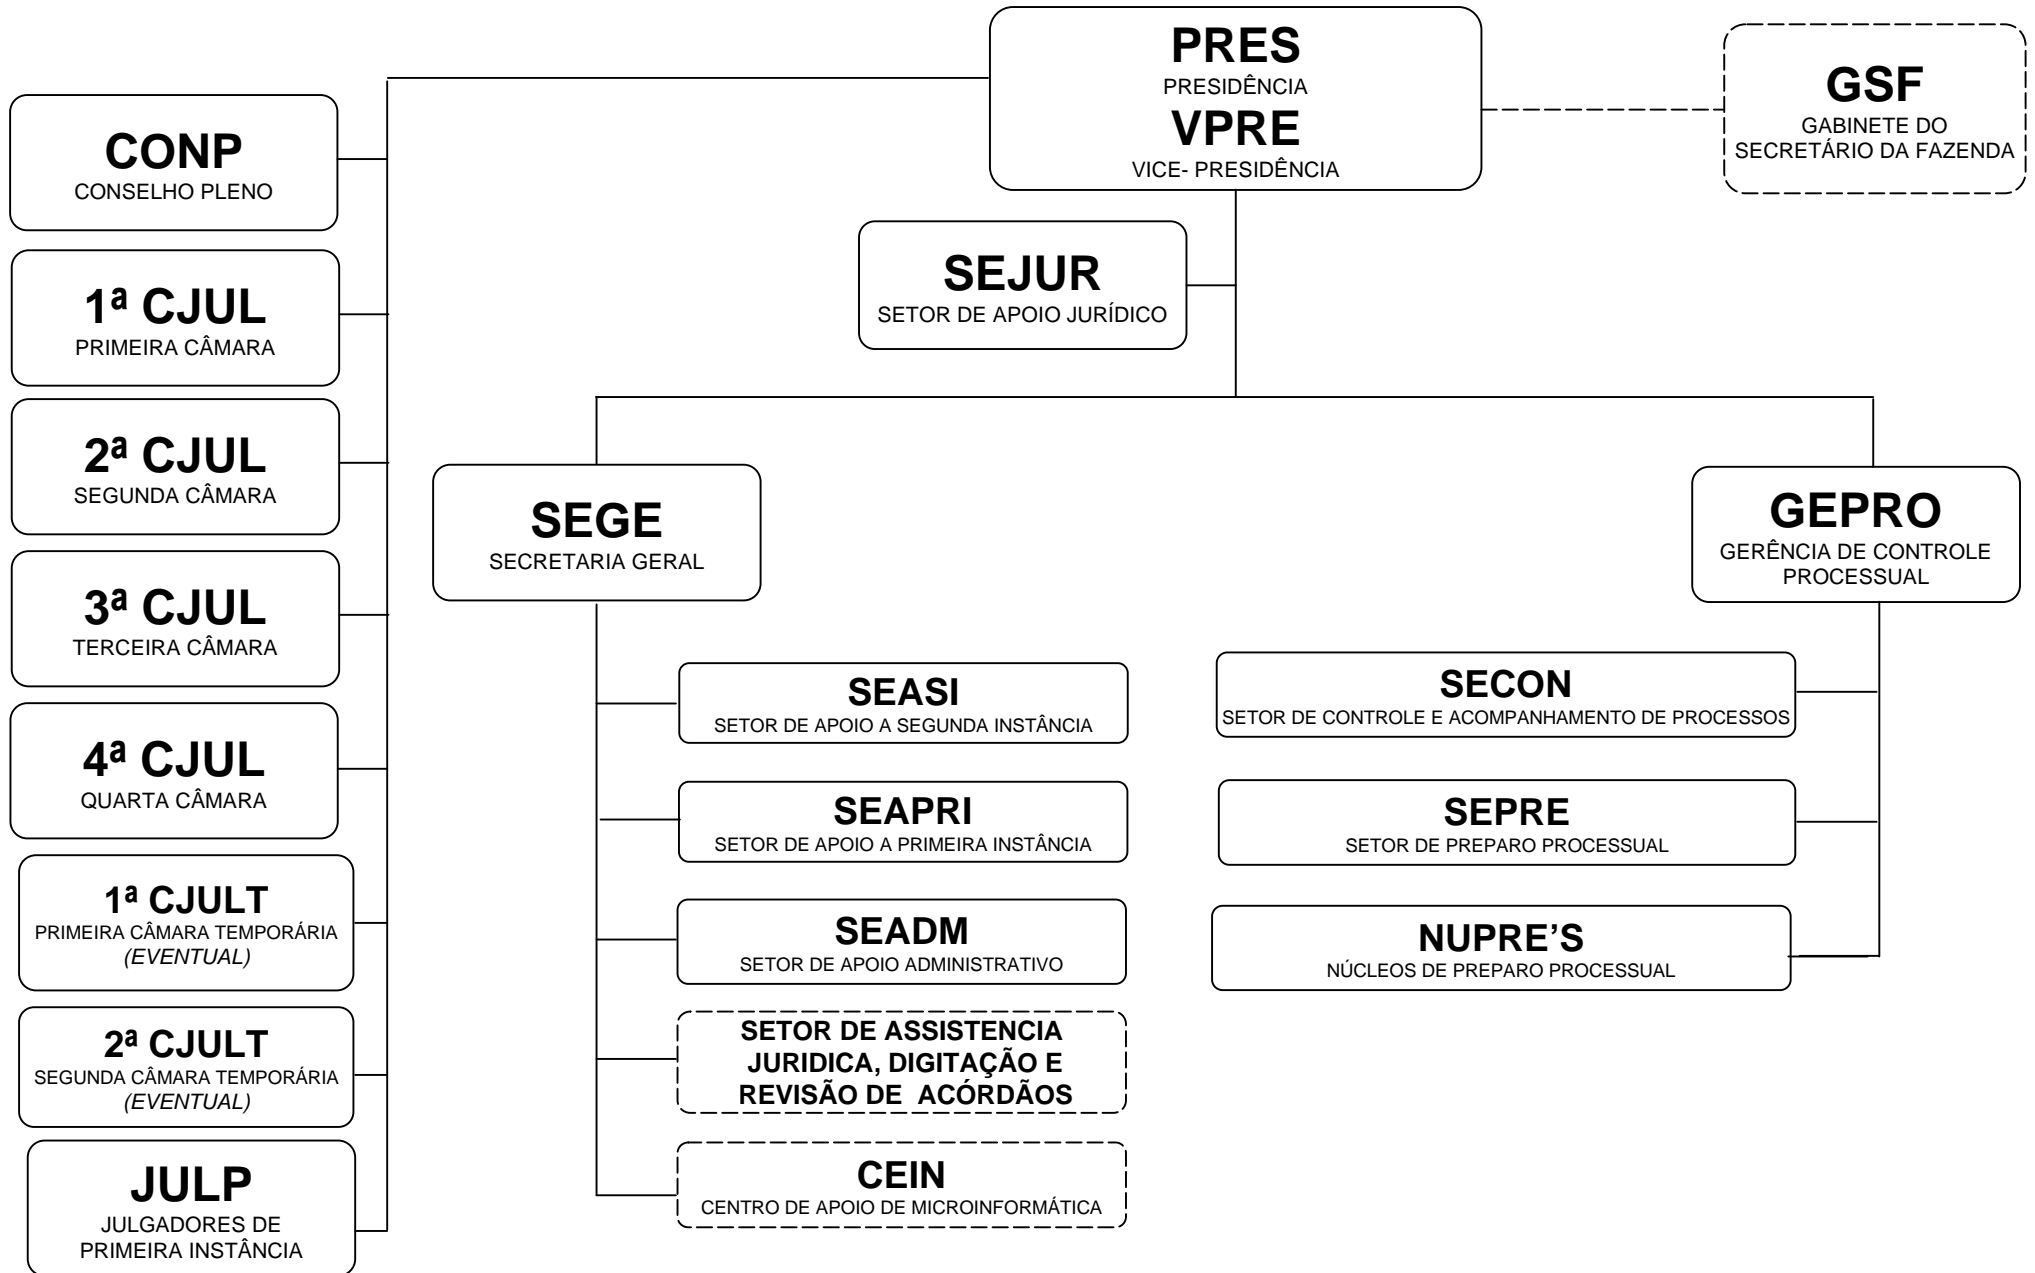 PRES
PRESIDÊNCIA
VPRE
VICE- PRESIDÊNCIA
GSF
GABINETE DO
SECRETÁRIO DA FAZENDA
CONP
CONSELHO PLENO
1ª CJUL
PRIMEIRA CÂMARA
2ª CJUL
SEGUNDA CÂMARA
3ª CJUL
TERCEIRA CÂMARA
4ª CJUL
QUARTA CÂMARA
1ª CJULT
PRIMEIRA CÂMARA TEMPORÁRIA
(EVENTUAL)
2ª CJULT
SEGUNDA CÂMARA TEMPORÁRIA
(EVENTUAL)
JULP
JULGADORES DE
PRIMEIRA INSTÂNCIA
SEJUR
SETOR DE APOIO JURÍDICO
SEGE
SECRETARIA GERAL
SEASI
SETOR DE APOIO A SEGUNDA INSTÂNCIA
SEAPRI
SETOR DE APOIO A PRIMEIRA INSTÂNCIA
SEADM
SETOR DE APOIO ADMINISTRATIVO
SETOR DE ASSISTENCIA
JURIDICA, DIGITAÇÃO E
REVISÃO DE ACÓRDÃOS
CEIN
CENTRO DE APOIO DE MICROINFORMÁTICA
GEPRO
GERÊNCIA DE CONTROLE
PROCESSUAL
SECON
SETOR DE CONTROLE E ACOMPANHAMENTO DE PROCESSOS
SEPRE
SETOR DE PREPARO PROCESSUAL
NUPRE’S
NÚCLEOS DE PREPARO PROCESSUAL